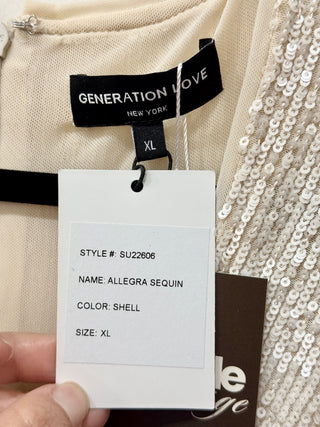 GENERATION LOVE
NEW YORK
XL
STYLE #: SU22606
NAME: ALLEGRA SEQUIN
COLOR: SHELL
SIZE: XL